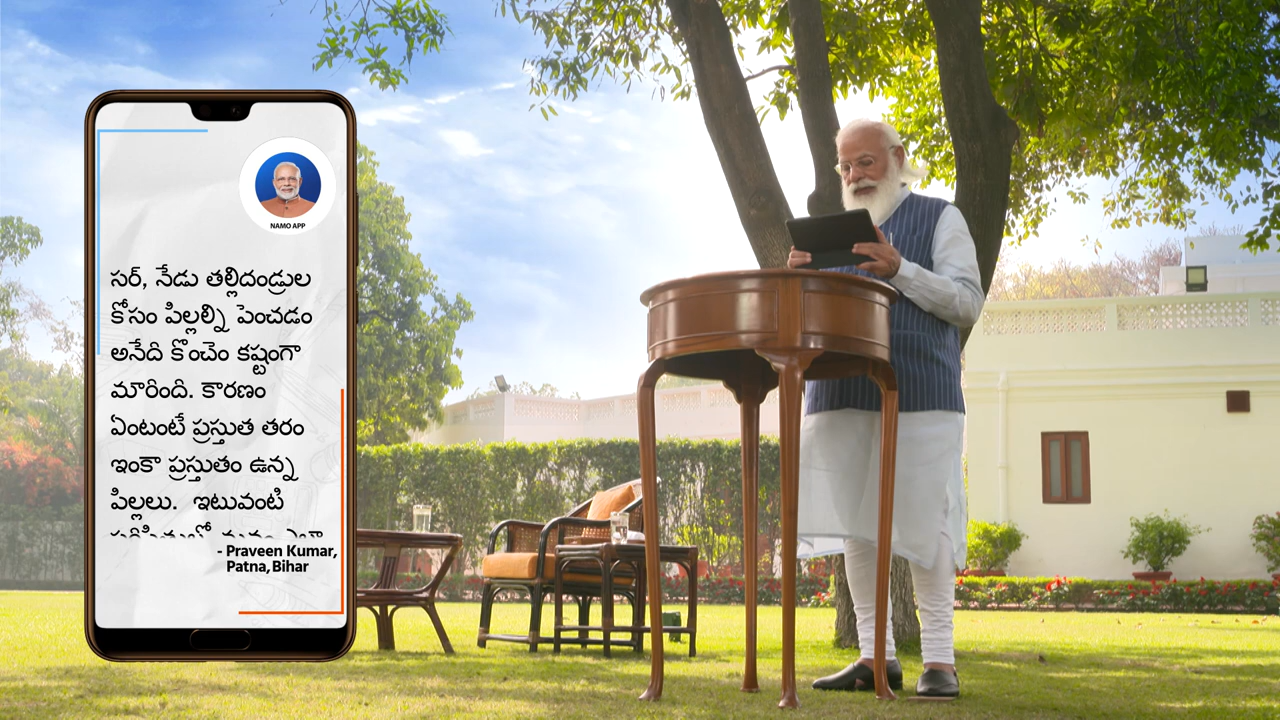 NAMO APP
సర్, నేడు తల్లిదండ్రుల
కోసం పిల్లల్ని పెంచడం
అనేది కొంచెం కష్టంగా
మారింది. కారణం
ఏంటంటే ప్రస్తుత తరం
ఇంకా ప్రస్తుతం ఉన్న
పిల్లలు. ఇటువంటి
- Praveen Kumar,
Patna, Bihar